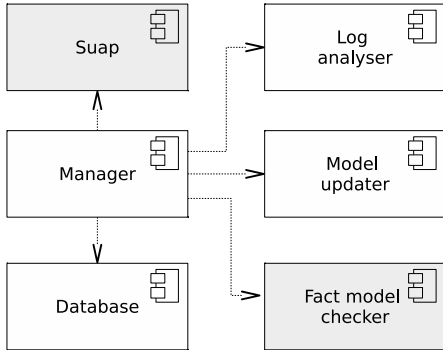 Suap
Log
analyser
Manager
Model
updater
Database
Fact model
checker